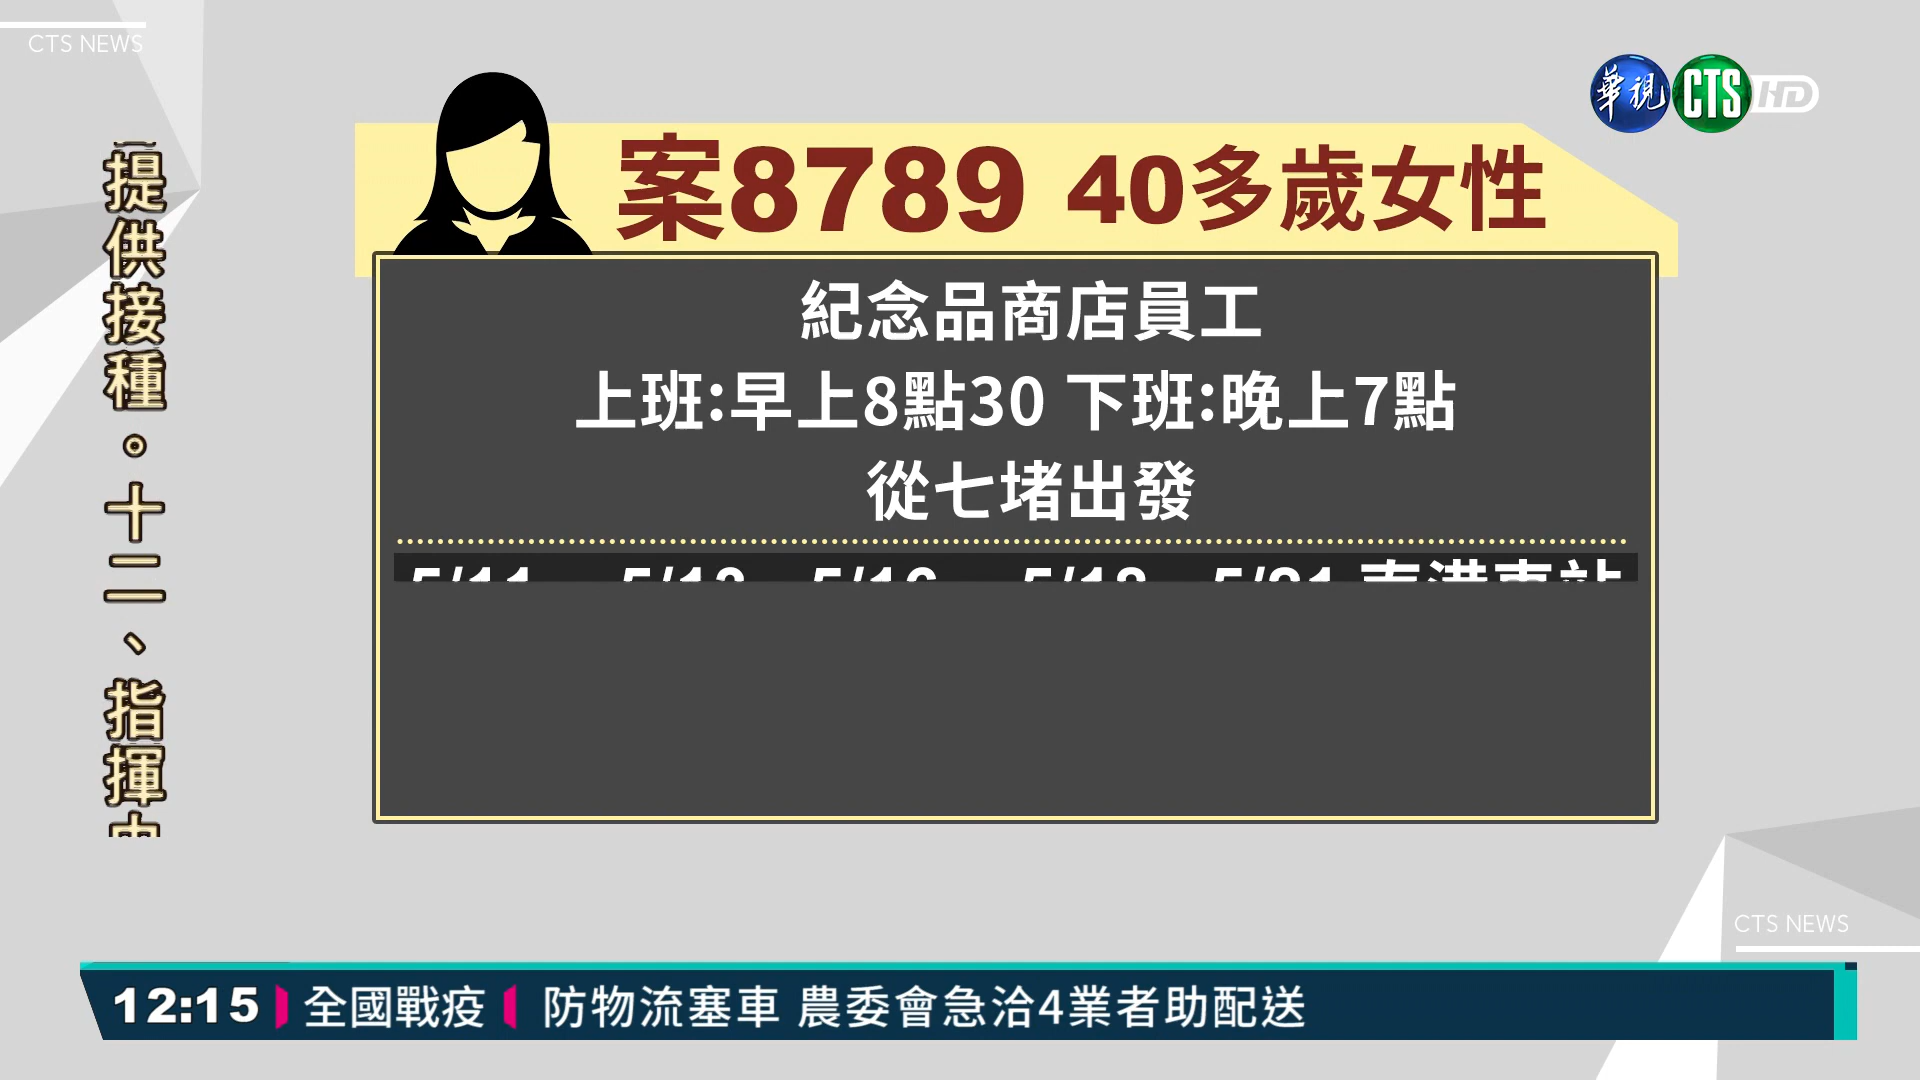 CTS NEWS
華視 CTS HD
提供接種。十二、指揮中
案8789 40多歲女性
紀念品商店員工
上班:早上8點30 下班:晚上7點
從七堵出發
CTS NEWS
12:15 全國戰疫 防物流塞車 農委會急洽4業者助配送